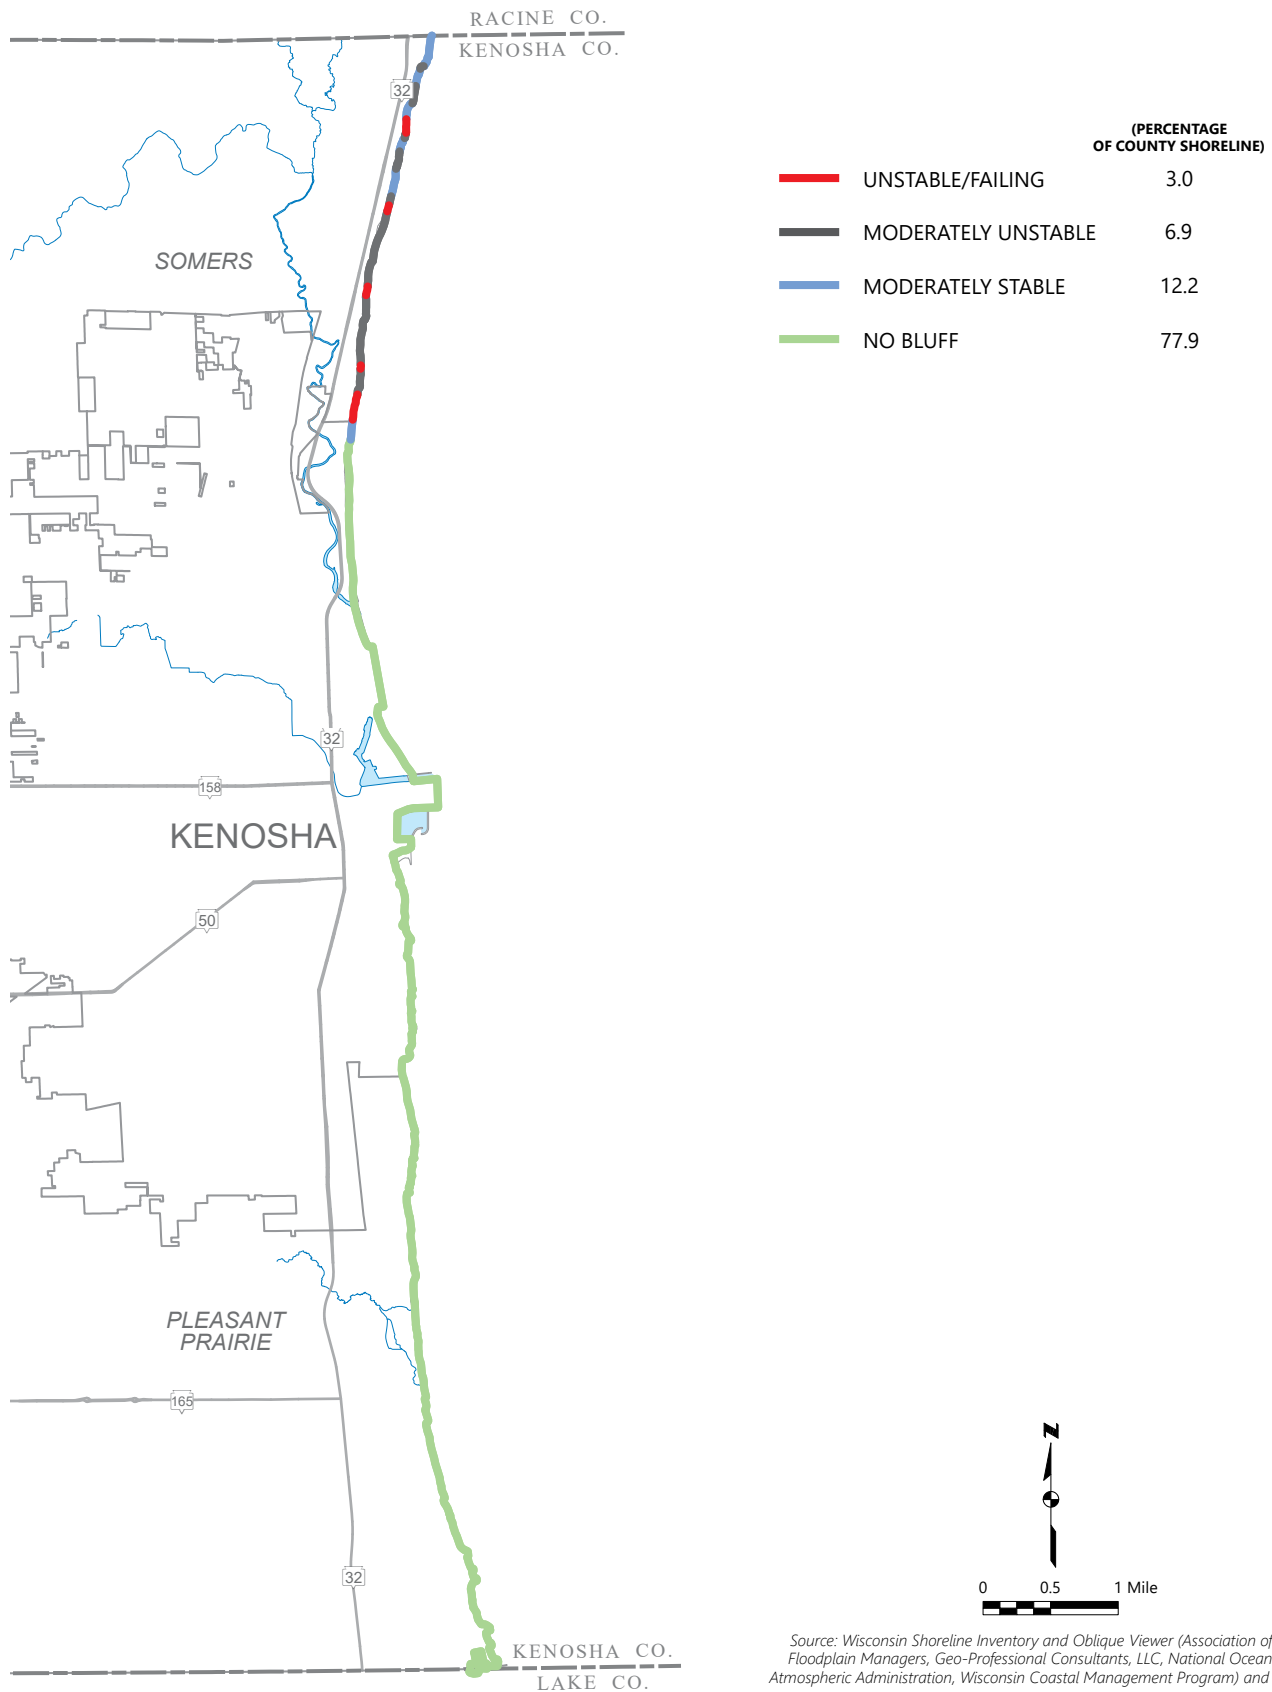 RACINE CO.
KENOSHA CO.
32
(PERCENTAGE
OF COUNTY SHORELINE)
UNSTABLE/FAILING 3.0
MODERATELY UNSTABLE 6.9
MODERATELY STABLE 12.2
NO BLUFF 77.9
SOMERS
32
158
KENOSHA
50
PLEASANT
PRAIRIE
165
32
N
0 0.5 1 Mile
KENOSHA CO.
LAKE CO.
Source: Wisconsin Shoreline Inventory and Oblique Viewer (Association of
Floodplain Managers, Geo-Professional Consultants, LLC, National Ocean
Atmospheric Administration, Wisconsin Coastal Management Program) and